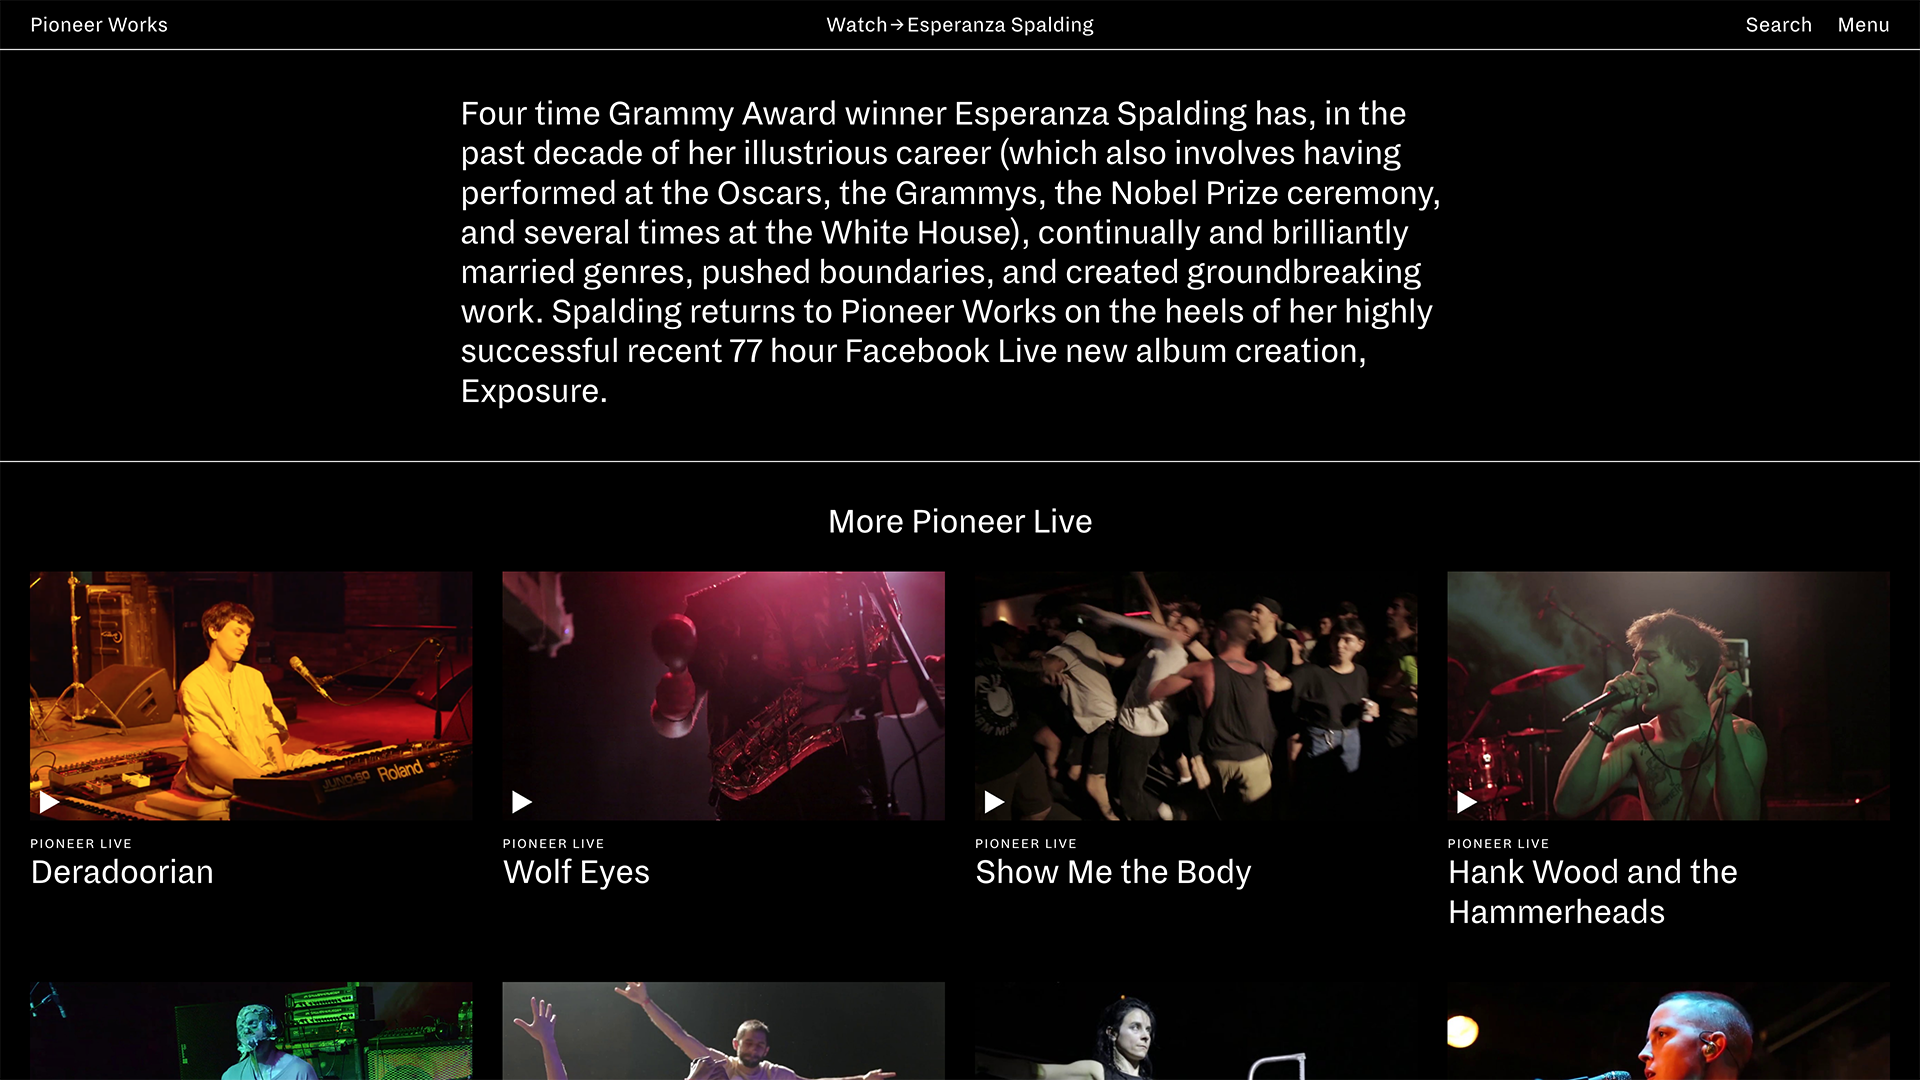 Pioneer Works
Watch→Esperanza Spalding
Search
Menu
Four time Grammy Award winner Esperanza Spalding has, in the
past decade of her illustrious career (which also involves having
performed at the Oscars, the Grammys, the Nobel Prize ceremony,
and several times at the White House), continually and brilliantly
married genres, pushed boundaries, and created groundbreaking
work. Spalding returns to Pioneer Works on the heels of her highly
successful recent 77 hour Facebook Live new album creation,
Exposure.
More Pioneer Live
JUNO-60 Roland
PIONEER LIVE
Deradoorian
PIONEER LIVE
Wolf Eyes
PIONEER LIVE
Show Me the Body
PIONEER LIVE
Hank Wood and the
Hammerheads